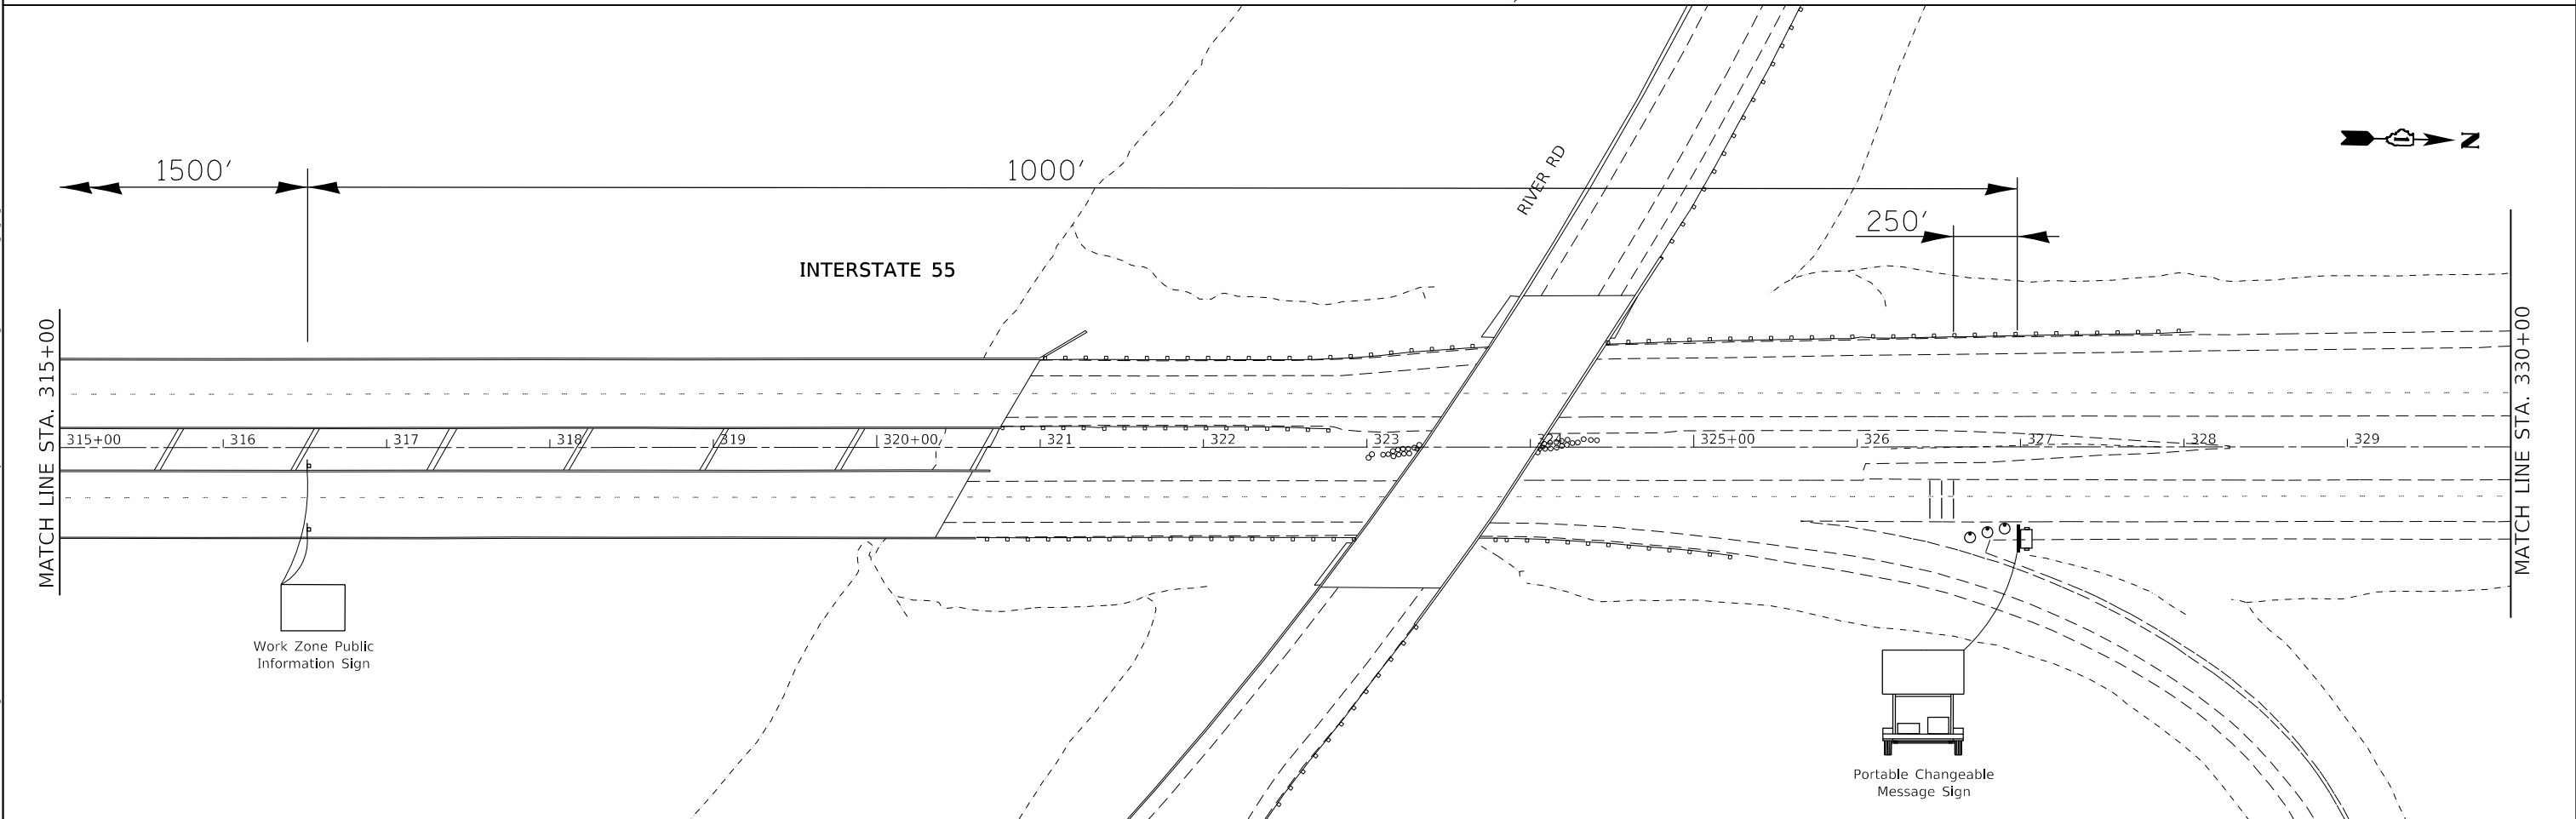 1500′
1000′
RIVER RD
N
250′
INTERSTATE 55
MATCH LINE STA. 315+00
MATCH LINE STA. 330+00
315+00 316 317 318 319 320+00 321 322 323 324 325+00 326 327 328 329
Work Zone Public
Information Sign
Portable Changeable
Message Sign